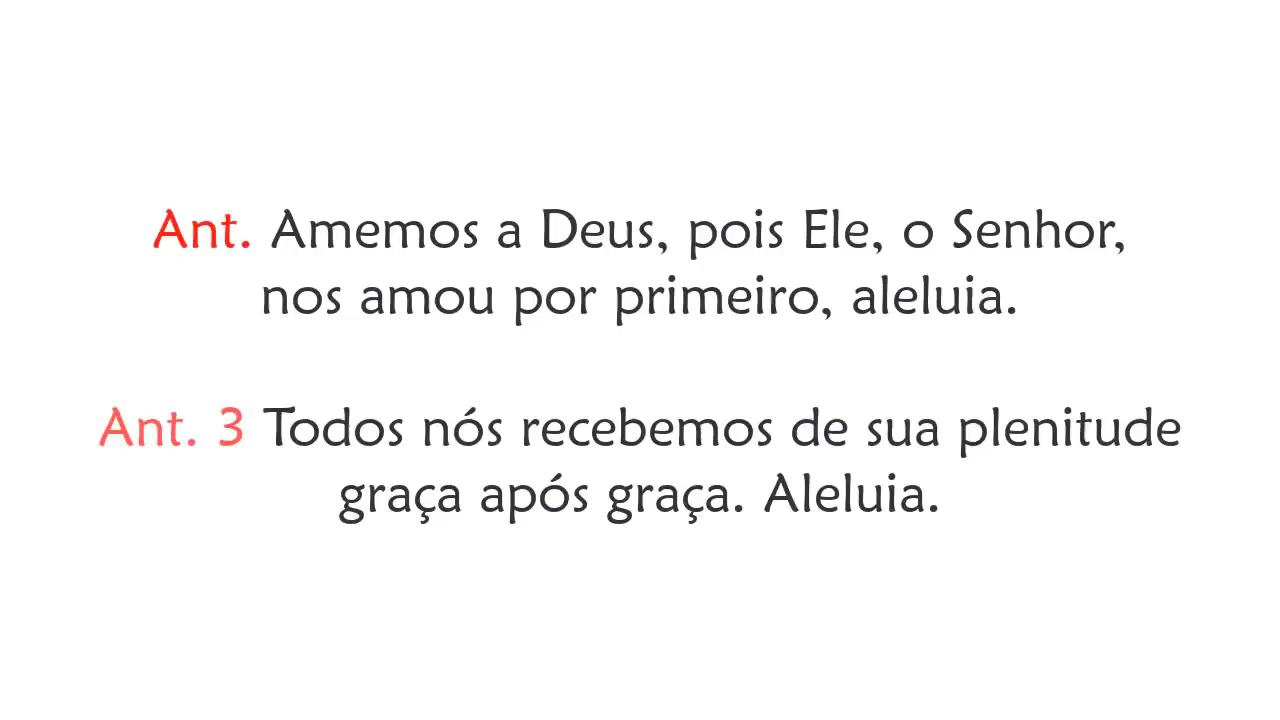 Ant. Amemos a Deus, pois Ele, o Senhor,
nos amou por primeiro, aleluia.
Ant. 3 Todos nós recebemos de sua plenitude
graça após graça. Aleluia.